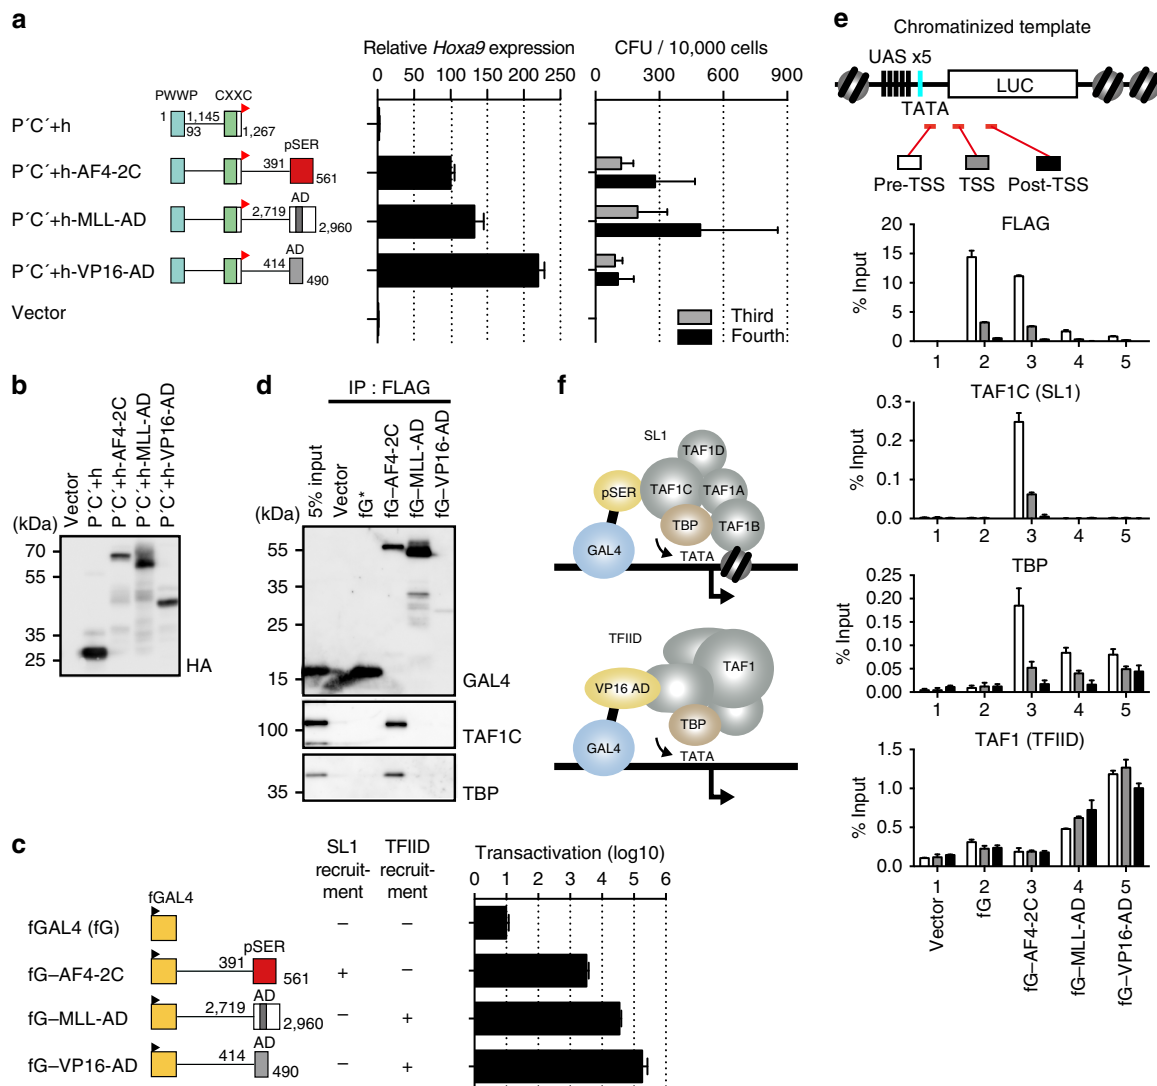 a
Relative Hoxa9 expression
0 50 100 150 200 250
CFU / 10,000 cells
0 300 600 900
PWWP CXXC
1 1,145
93 1,267
P´C´+h
pSER
391
561
P´C´+h-AF4-2C
AD
2,719
2,960
P´C´+h-MLL-AD
AD
414
490
P´C´+h-VP16-AD
Vector
Third
Fourth
b
Vector
P´C´+h
P´C´+h-AF4-2C
P´C´+h-MLL-AD
P´C´+h-VP16-AD
(kDa)
70
55
35
25
HA
d
IP : FLAG
5% input
Vector
fG*
fG–AF4-2C
fG–MLL-AD
fG–VP16-AD
(kDa)
55
35
25
15
GAL4
100
TAF1C
35
TBP
f
SL1
TAF1D
pSER
TAF1C
TAF1A
TBP
TAF1B
GAL4
TATA
TFIID
TAF1
VP16 AD
TBP
GAL4
TATA
c
SL1 recruit-ment
TFIID recruit-ment
Transactivation (log10)
0 1 2 3 4 5 6
fGAL4
fGAL4 (fG)
– –
pSER
391
561
fG–AF4-2C
+ –
AD
2,719
2,960
fG–MLL-AD
– +
AD
414
490
fG–VP16-AD
– +
e
Chromatinized template
UAS x5
LUC
TATA
Pre-TSS TSS Post-TSS
FLAG
% Input
20
15
10
5
0
1 2 3 4 5
TAF1C (SL1)
% Input
0.3
0.2
0.1
0.0
1 2 3 4 5
TBP
% Input
0.25
0.20
0.15
0.10
0.05
0.00
1 2 3 4 5
TAF1 (TFIID)
% Input
1.5
1.0
0.5
0.0
Vector 1
fG 2
fG–AF4-2C 3
fG–MLL-AD 4
fG–VP16-AD 5